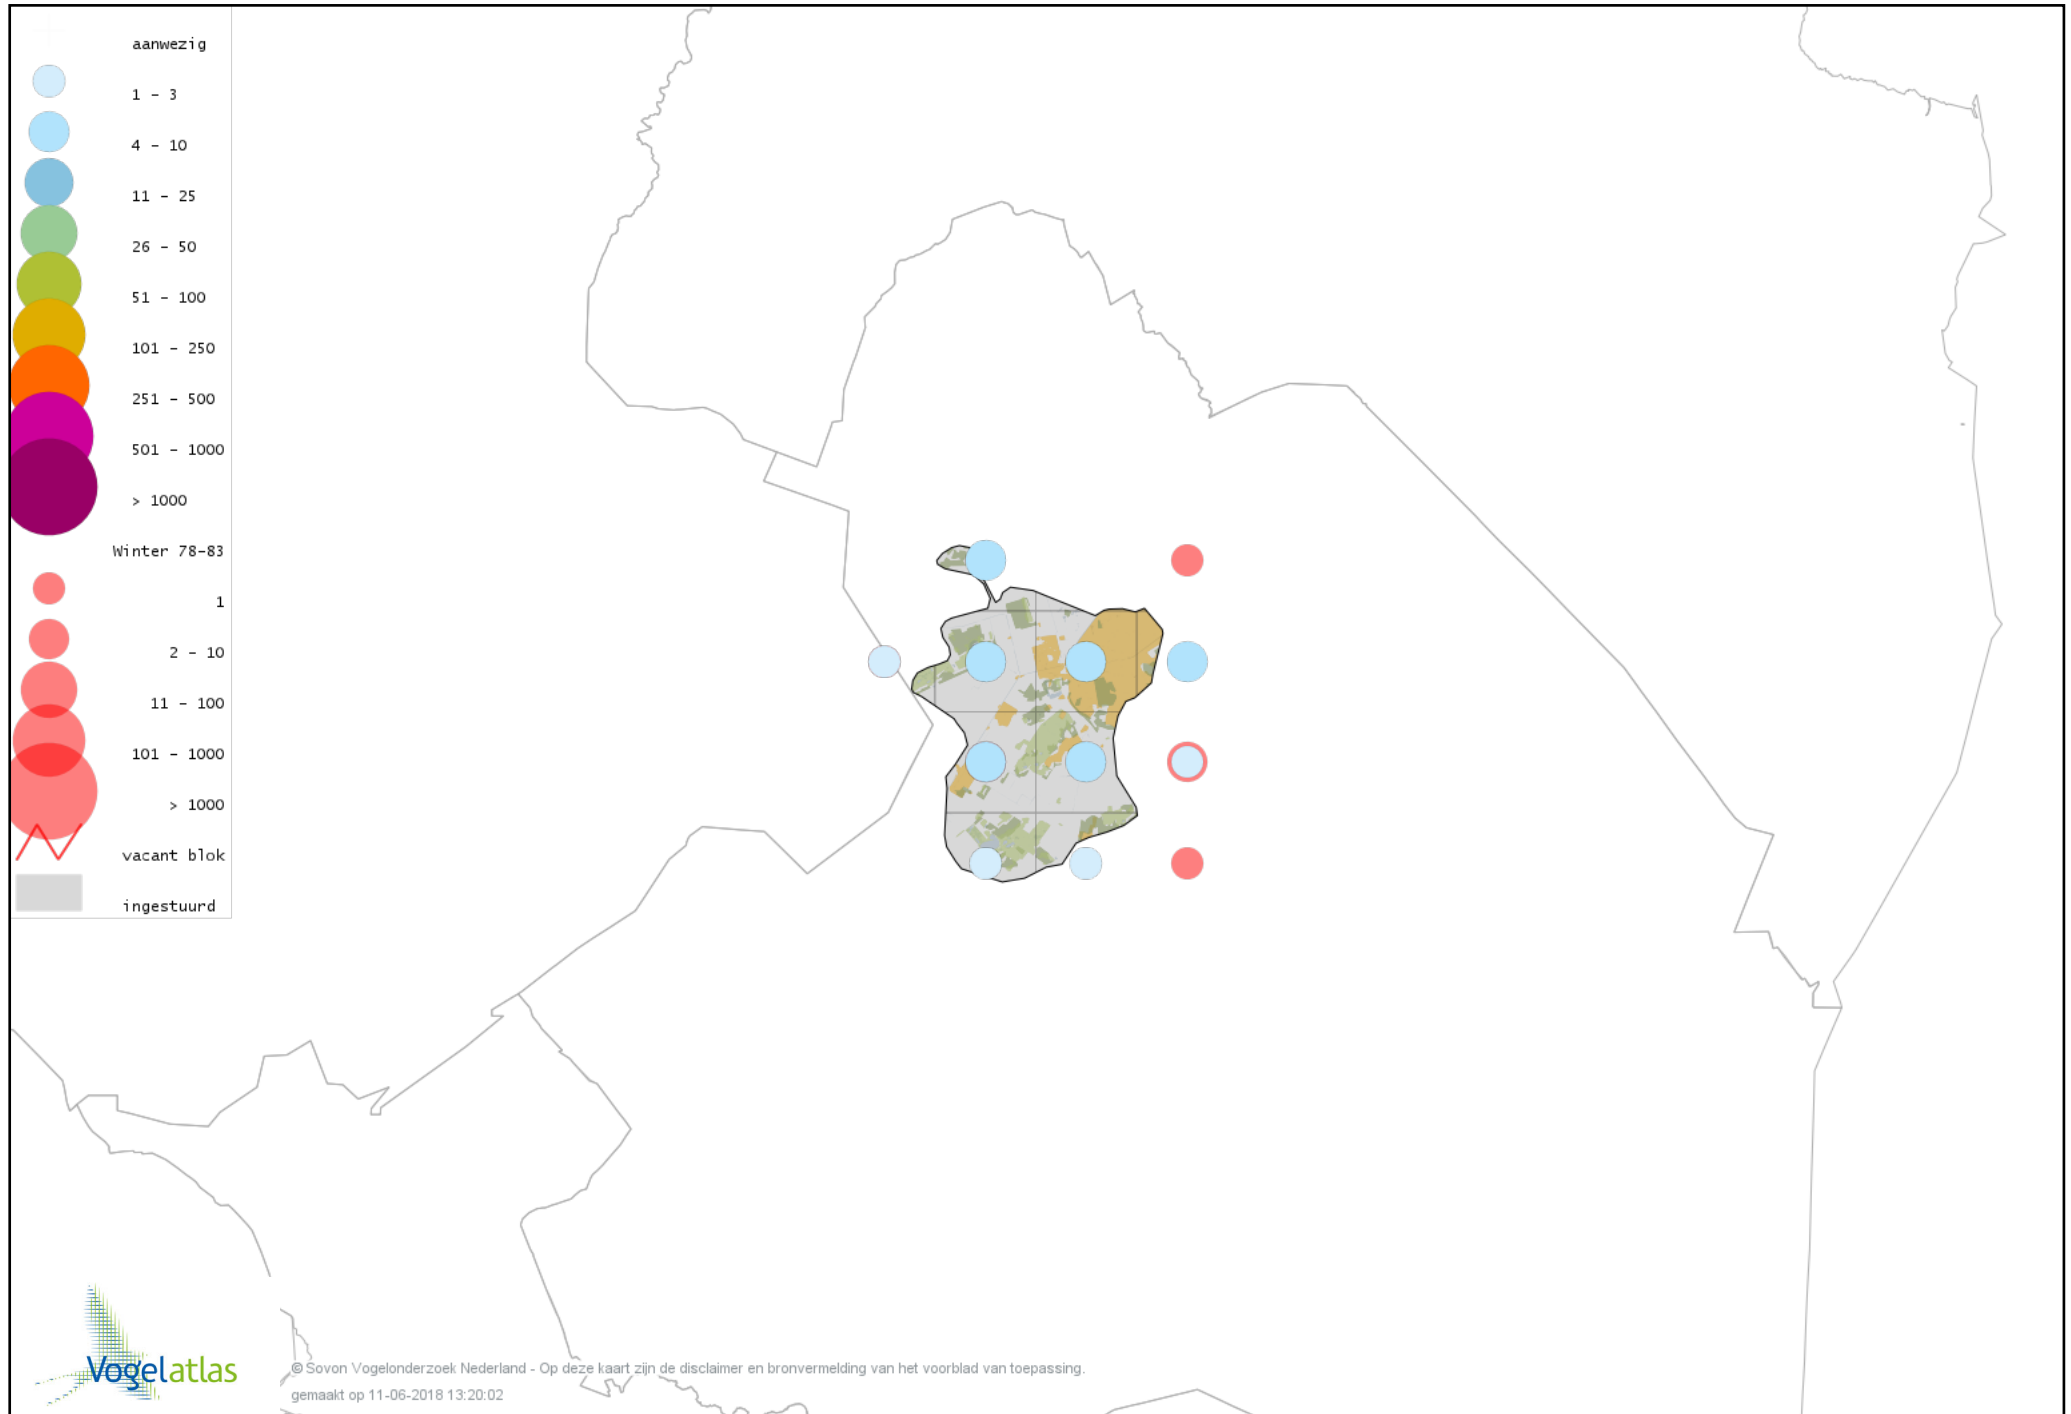 aanwezig
1 – 3
4 – 10
11 – 25
26 – 50
51 – 100
101 – 250
251 – 500
501 – 1000
> 1000
Winter 78-83
1
2 – 10
11 – 100
101 – 1000
> 1000
vacant blok
ingestuurd
Vogelatlas
© Sovon Vogelonderzoek Nederland - Op deze kaart zijn de disclaimer en bronvermelding van het voorblad van toepassing.
gemaakt op 11-06-2018 13:20:02